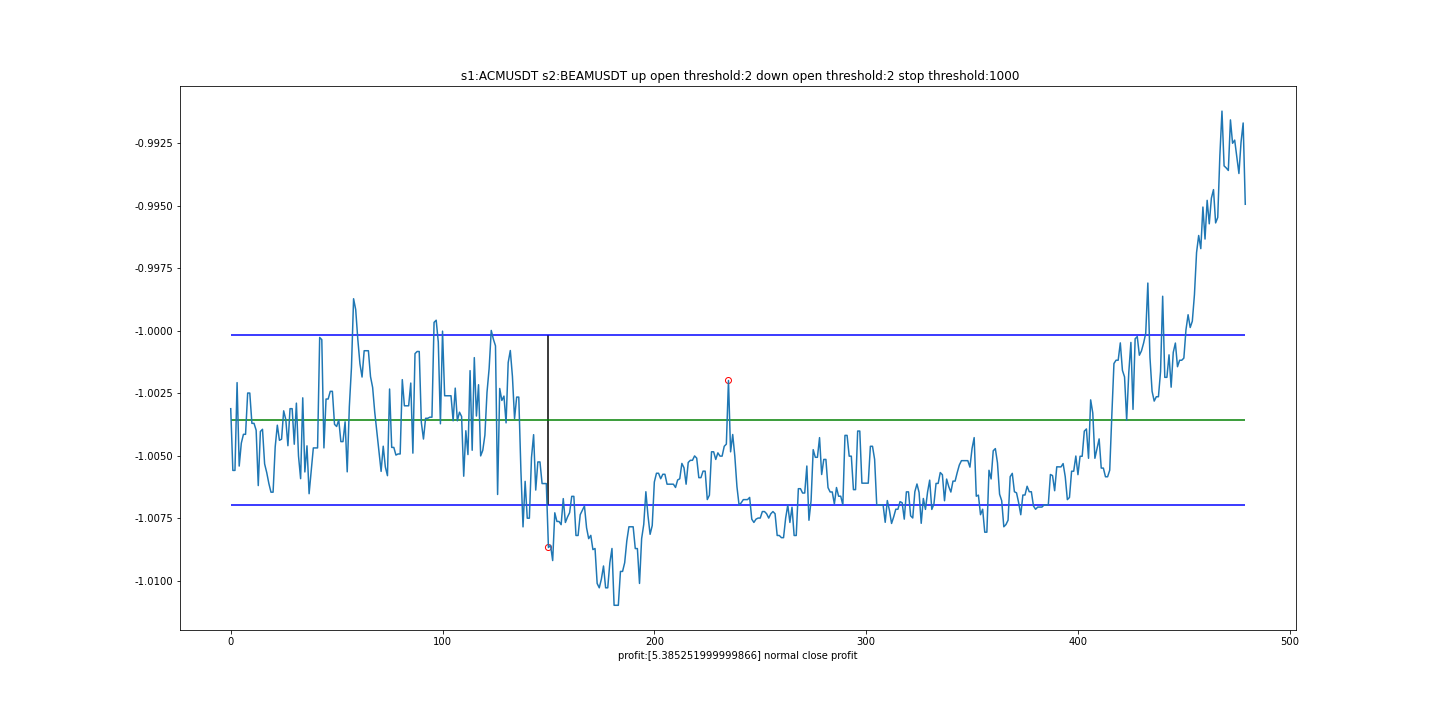 s1:ACMUSDT s2:BEAMUSDT up open threshold:2 down open threshold:2 stop threshold:1000
-0.9925
-0.9950
-0.9975
-1.0000
-1.0025
-1.0050
-1.0075
-1.0100
0 100 200 300 400 500
profit:[5.385251999999866] normal close profit